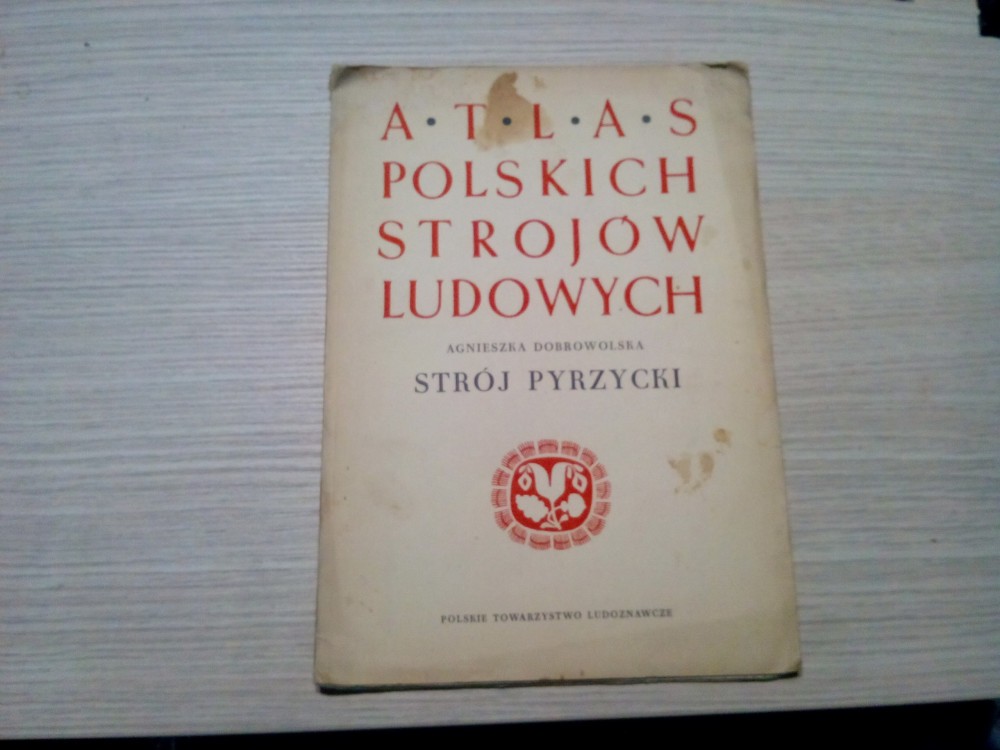 A·T·L·A·S
POLSKICH
STROJÓW
LUDOWYCH
AGNIESZKA DOBROWOLSKA
STRÓJ PYRZYCKI
POLSKIE TOWARZYSTWO LUDOZNAWCZE